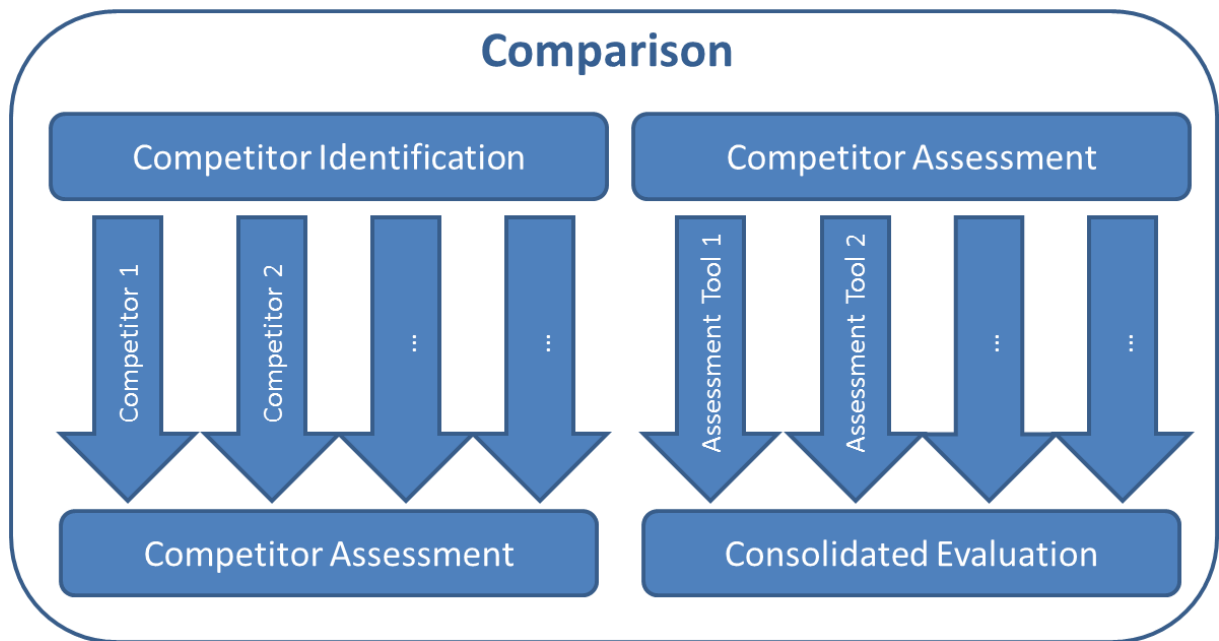 Comparison
Competitor Identification
Competitor 1
Competitor 2
...
...
Competitor Assessment
Competitor Assessment
Assessment Tool 1
Assessment Tool 2
...
...
Consolidated Evaluation